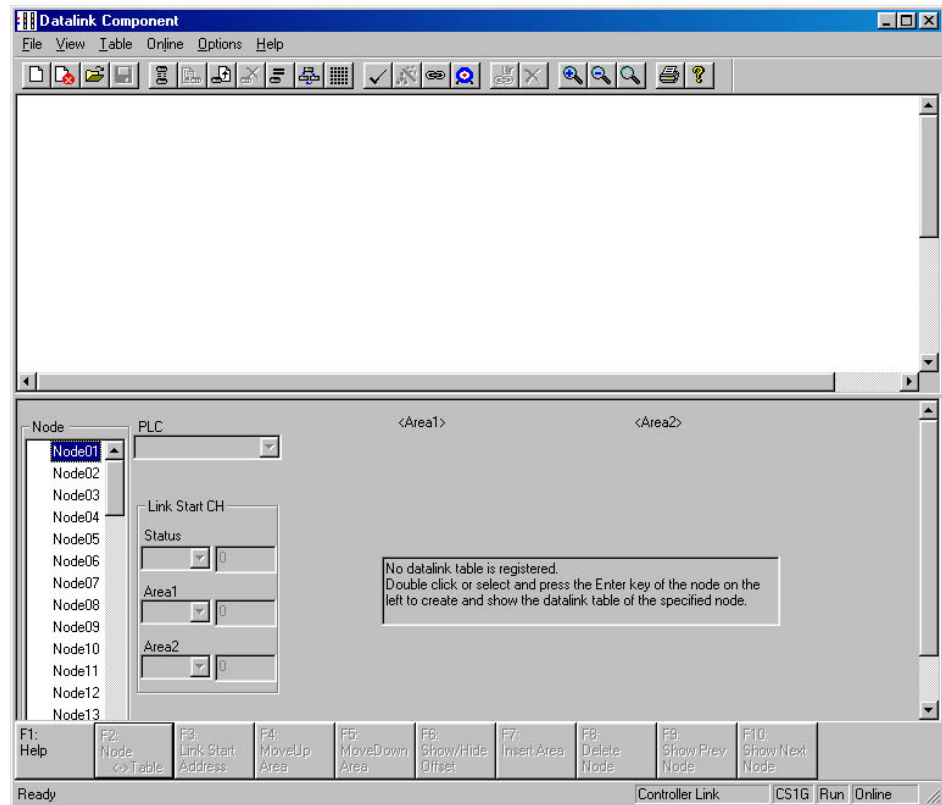 Datalink Component
File View Table Online Options Help
<Area1> <Area2>
Node
PLC
Node01
Node02
Node03
Node04
Node05
Node06
Node07
Node08
Node09
Node10
Node11
Node12
Node13
Link Start CH
Status
0
Area1
0
Area2
0
No datalink table is registered.
Double click or select and press the Enter key of the node on the
left to create and show the datalink table of the specified node.
F1:
Help
F2:
Node
<->Table
F3:
Link Start
Address
F4:
MoveUp
Area
F5:
MoveDown
Area
F6:
Show/Hide
Offset
F7:
Insert Area
F8:
Delete
Node
F9:
Show Prev
Node
F10:
Show Next
Node
Ready
Controller Link CS1G Run Online